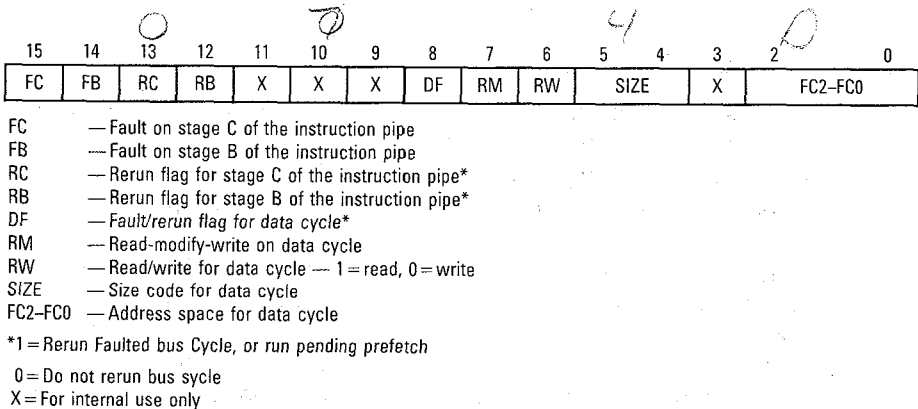 0 0 4 0
15 14 13 12 11 10 9 8 7 6 5 4 3 2 0
FC FB RC RB X X X DF RM RW SIZE X FC2–FC0
FC — Fault on stage C of the instruction pipe
FB — Fault on stage B of the instruction pipe
RC — Rerun flag for stage C of the instruction pipe*
RB — Rerun flag for stage B of the instruction pipe*
DF — Fault/rerun flag for data cycle*
RM — Read-modify-write on data cycle
RW — Read/write for data cycle — 1=read, 0=write
SIZE — Size code for data cycle
FC2–FC0 — Address space for data cycle
*1=Rerun Faulted bus Cycle, or run pending prefetch
0=Do not rerun bus sycle
X=For internal use only